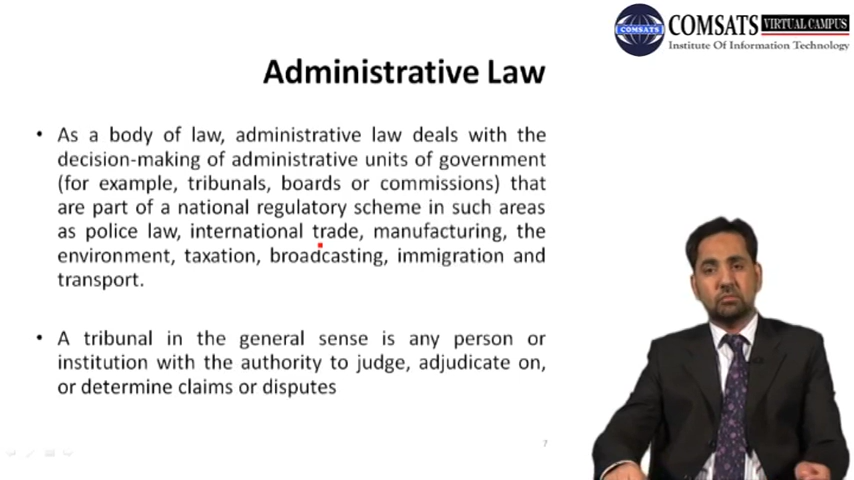 COMSATS VIRTUAL CAMPUS
COMSATS
Institute Of Information Technology
Administrative Law
• As a body of law, administrative law deals with the
decision-making of administrative units of government
(for example, tribunals, boards or commissions) that
are part of a national regulatory scheme in such areas
as police law, international trade, manufacturing, the
environment, taxation, broadcasting, immigration and
transport.
• A tribunal in the general sense is any person or
institution with the authority to judge, adjudicate on,
or determine claims or disputes
7